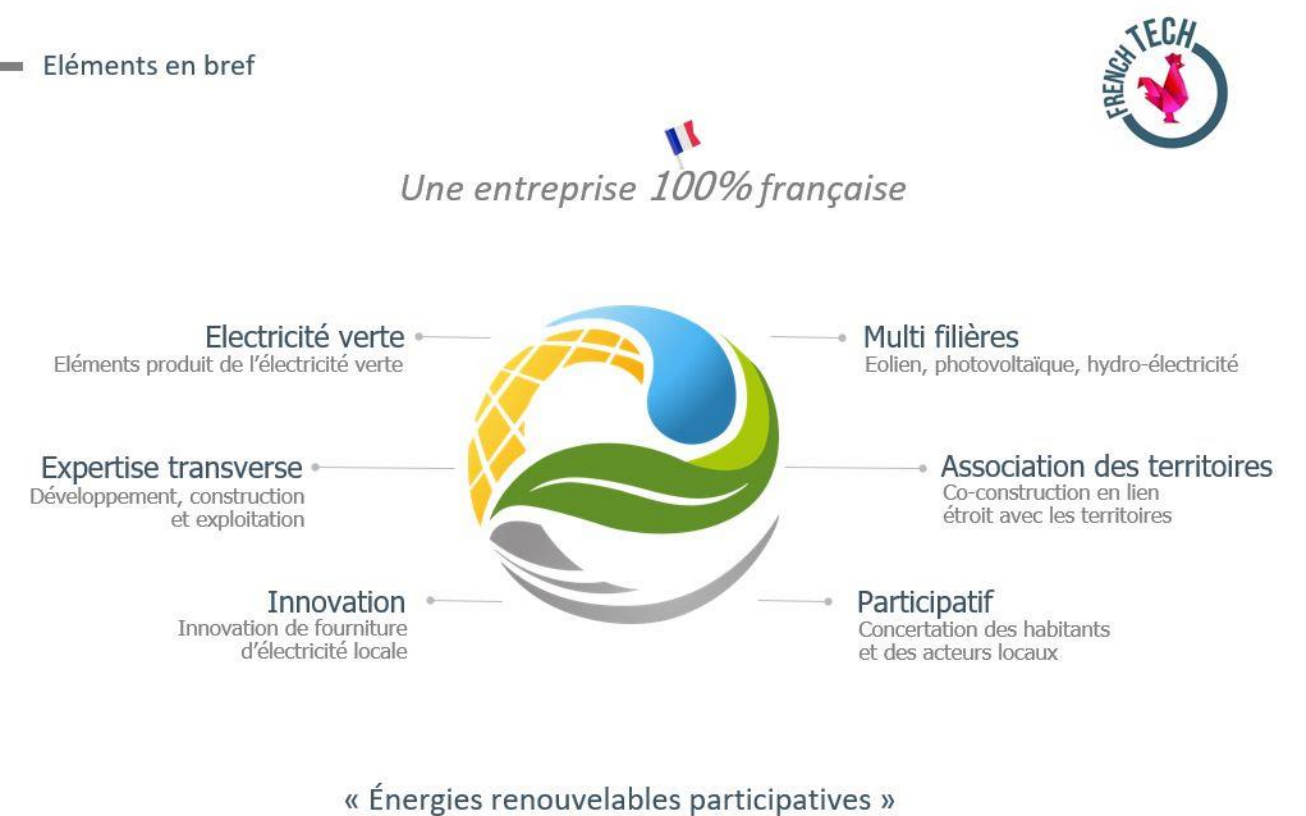 Eléments en bref
FRENCH TECH
Une entreprise 100% française
Electricité verte
Eléments produit de l'électricité verte
Multi filières
Eolien, photovoltaïque, hydro-électricité
Expertise transverse
Développement, construction
et exploitation
Association des territoires
Co-construction en lien
étroit avec les territoires
Innovation
Innovation de fourniture
d'électricité locale
Participatif
Concertation des habitants
et des acteurs locaux
« Énergies renouvelables participatives »